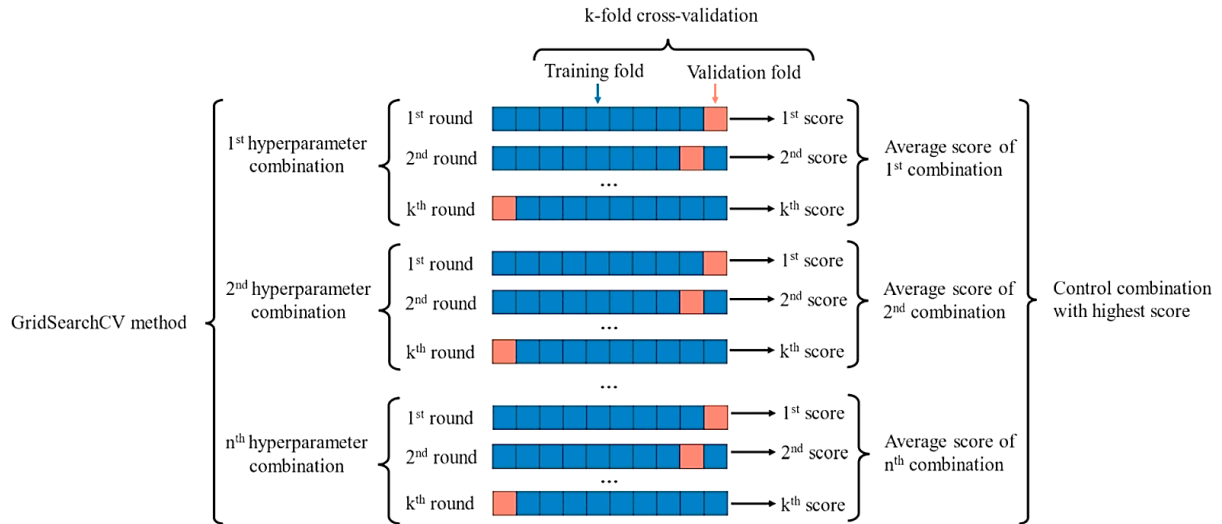 k-fold cross-validation
Training fold
Validation fold
GridSearchCV method
1st hyperparameter
combination
1st round
1st score
2nd round
2nd score
...
kth round
kth score
Average score of
1st combination
2nd hyperparameter
combination
1st round
1st score
2nd round
2nd score
...
kth round
kth score
Average score of
2nd combination
...
nth hyperparameter
combination
1st round
1st score
2nd round
2nd score
...
kth round
kth score
Average score of
nth combination
Control combination
with highest score